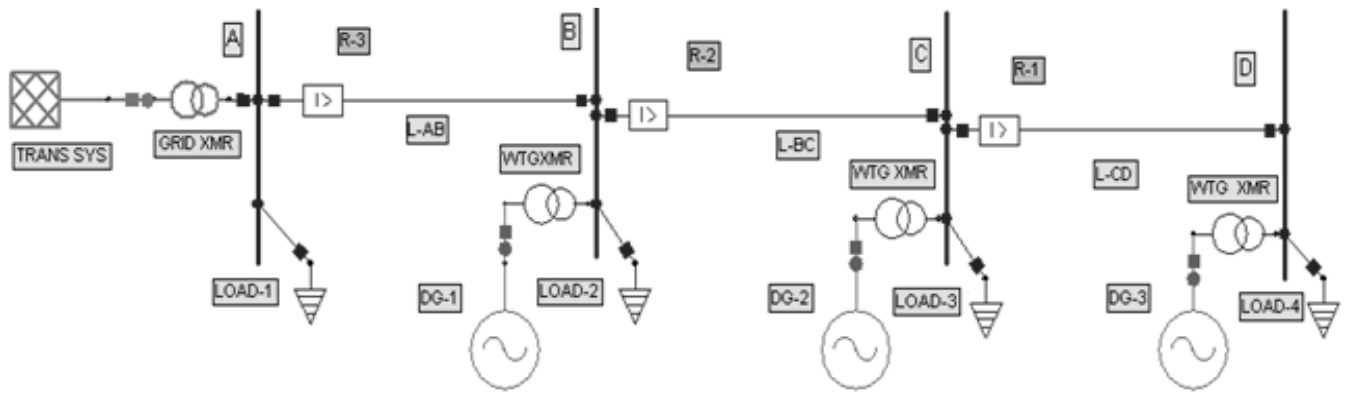 A
R-3
B
R-2
C
R-1
D
I>
I>
I>
TRANS SYS
GRID XMR
L-AB
L-BC
L-CD
WTGXMR
WTG XMR
WTG XMR
LOAD-1
DG-1
LOAD-2
DG-2
LOAD-3
DG-3
LOAD-4